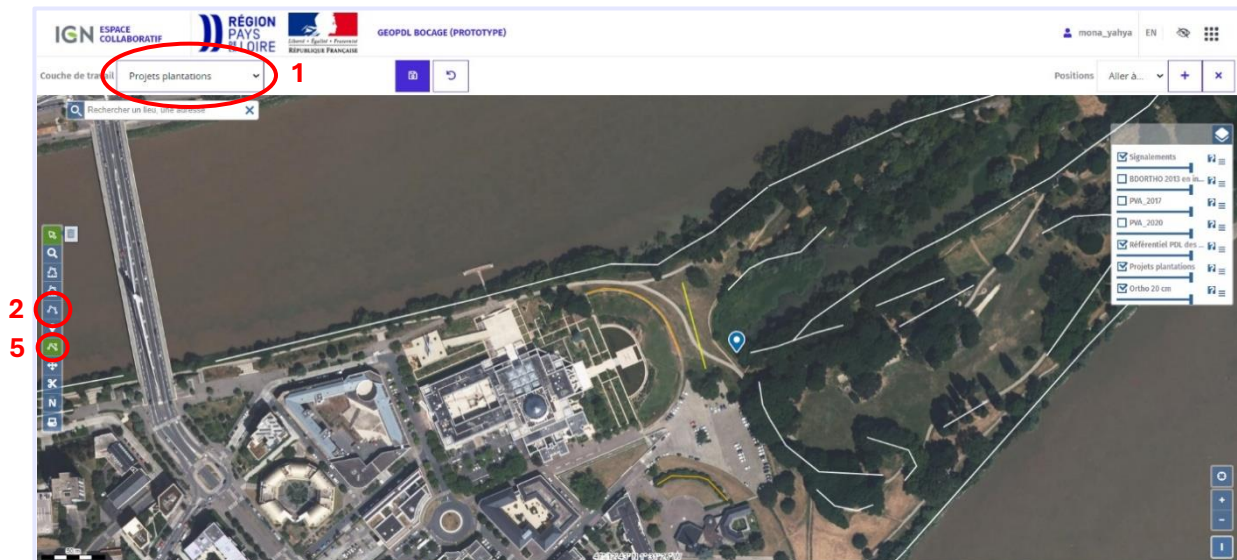 IGN ESPACE COLLABORATIF
RÉGION PAYS DE LA LOIRE
Liberté • Égalité • Fraternité
RÉPUBLIQUE FRANÇAISE
GEOPDL BOCAGE (PROTOTYPE)
mona_yahya EN
Couche de travail Projets plantations 1
Positions Aller à...
Rechercher un lieu, une adresse
Signalements
BDORTHO 2013 en in...
PVA_2017
PVA_2020
Référentiel PDL des ...
Projets plantations
Ortho 20 cm
2
5
N
50 m